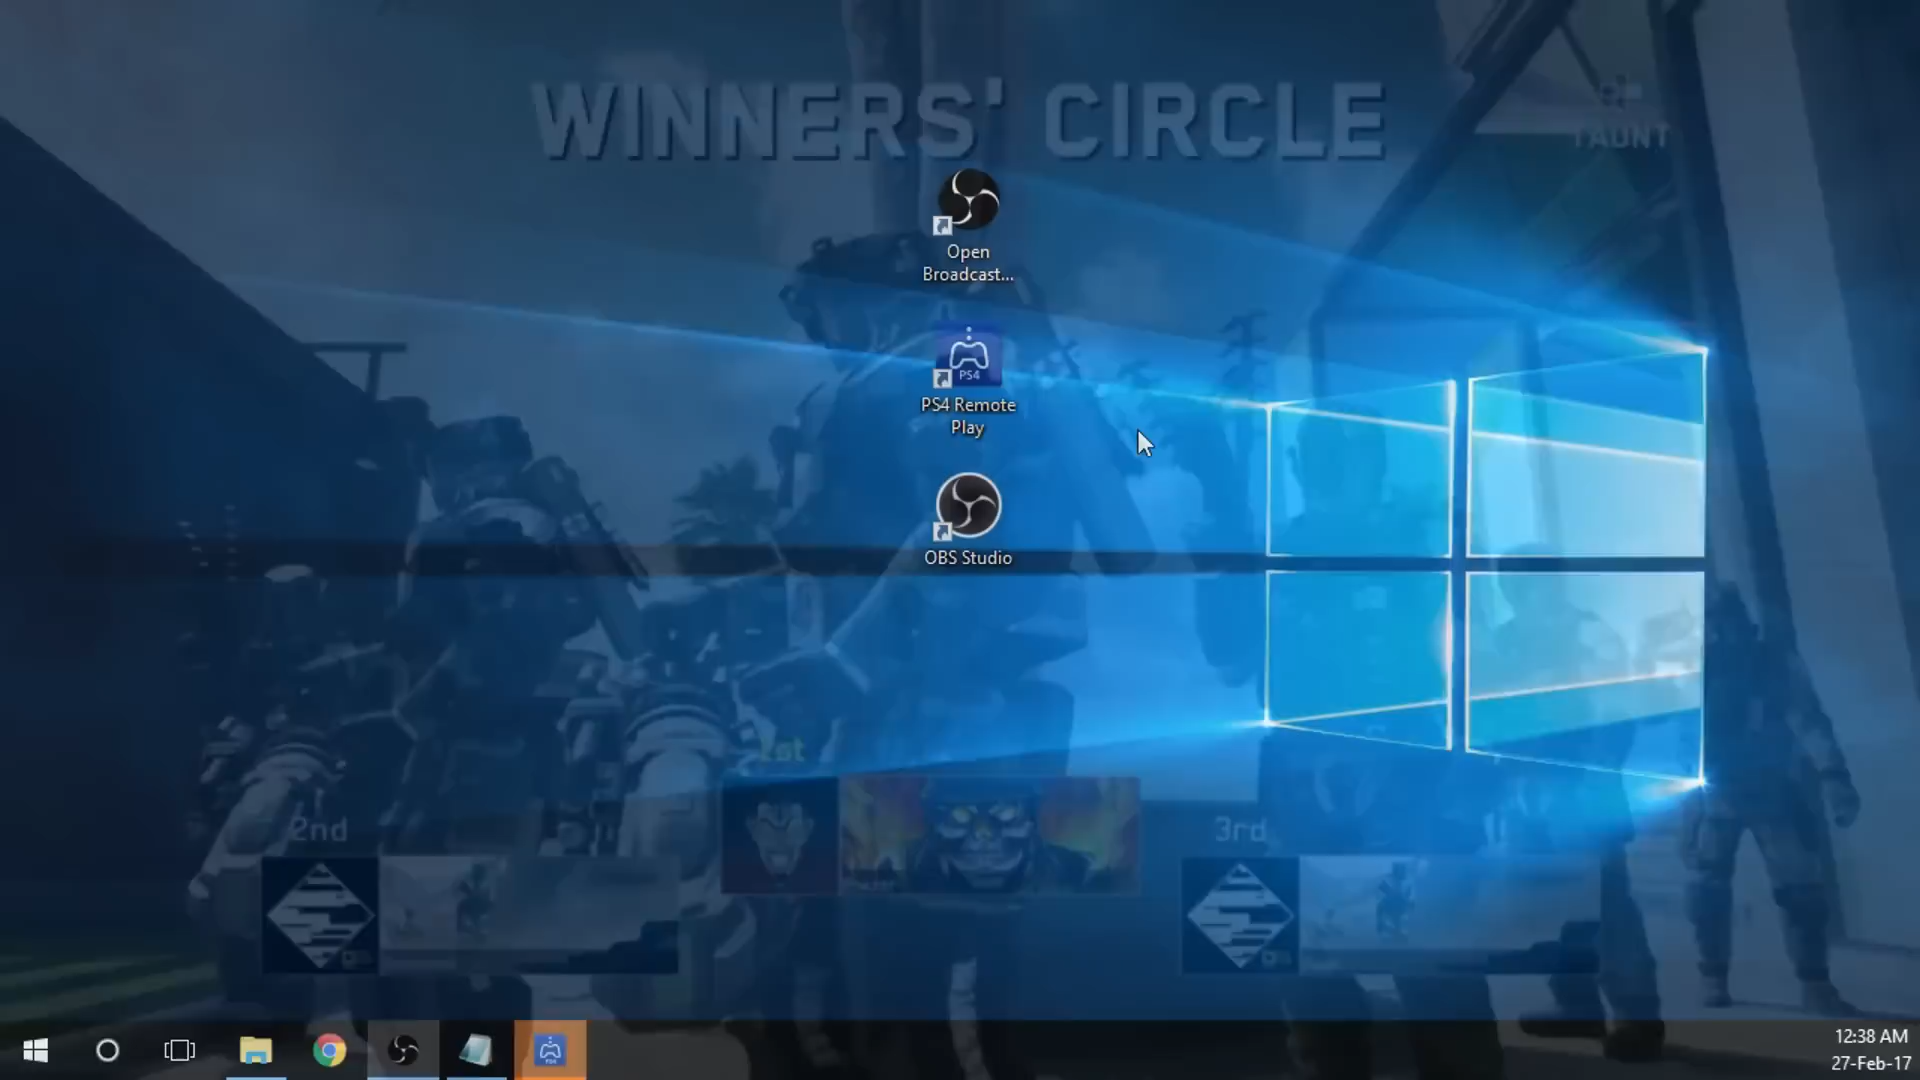 WINNERS' CIRCLE
TAUNT
Open
Broadcast...
PS4
PS4 Remote
Play
OBS Studio
1st
2nd
3rd
12:38 AM
27-Feb-17